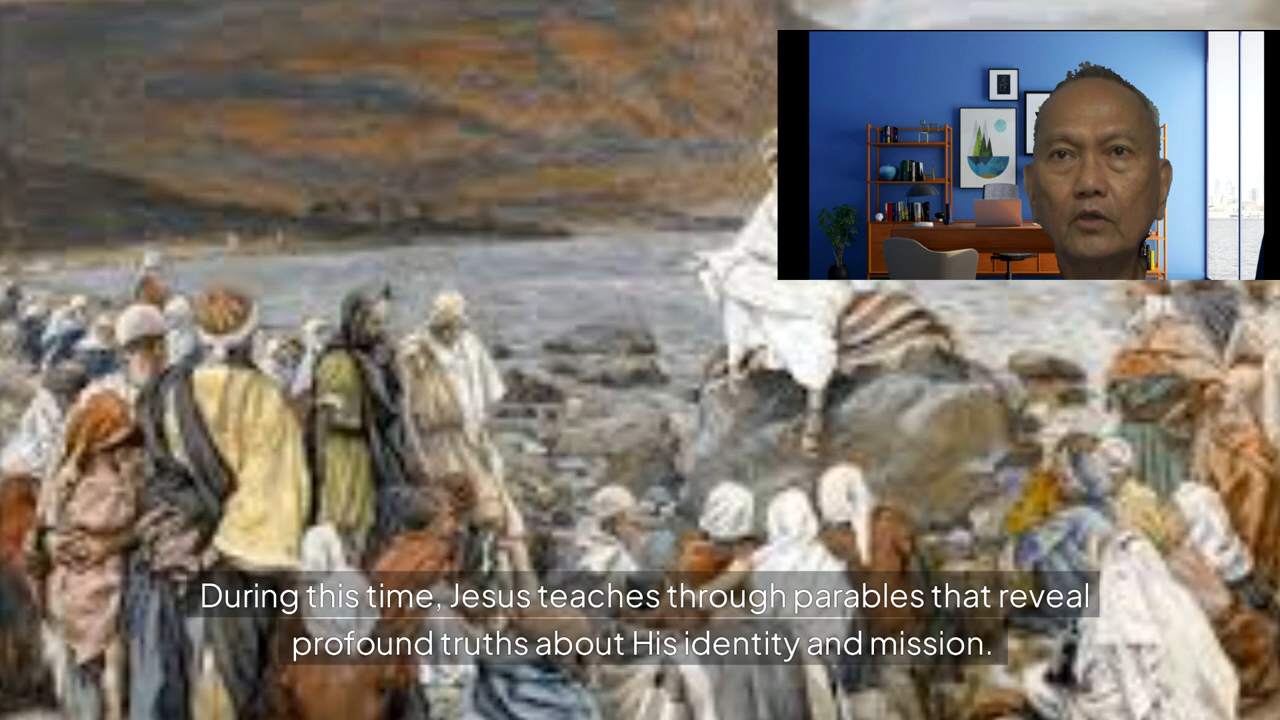 During this time, Jesus teaches through parables that reveal
profound truths about His identity and mission.